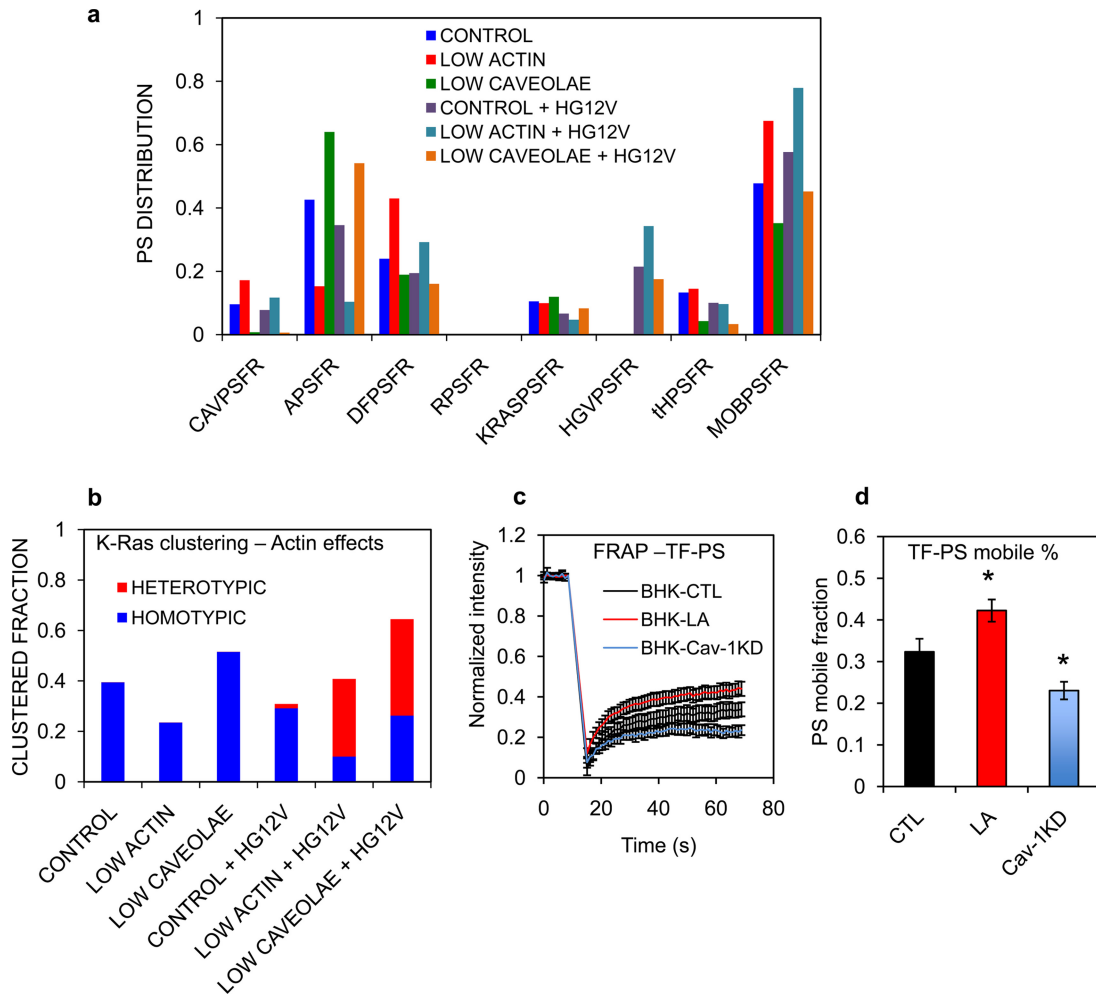 a
1
0.8
0.6
0.4
0.2
0
PS DISTRIBUTION
CONTROL
LOW ACTIN
LOW CAVEOLAE
CONTROL + HG12V
LOW ACTIN + HG12V
LOW CAVEOLAE + HG12V
CAVPSFR
APSFR
DFPSFR
RPSFR
KRASPSFR
HGVPSFR
tHPSFR
MOBPSFR
b
1
0.8
0.6
0.4
0.2
0
CLUSTERED FRACTION
K-Ras clustering – Actin effects
HETEROTYPIC
HOMOTYPIC
CONTROL
LOW ACTIN
LOW CAVEOLAE
CONTROL + HG12V
LOW ACTIN + HG12V
LOW CAVEOLAE + HG12V
c
1.2
1
0.8
0.6
0.4
0.2
0
Normalized intensity
FRAP –TF-PS
BHK-CTL
BHK-LA
BHK-Cav-1KD
0 20 40 60 80
Time (s)
d
0.6
0.5
0.4
0.3
0.2
0.1
0
PS mobile fraction
TF-PS mobile %
*
*
CTL
LA
Cav-1KD